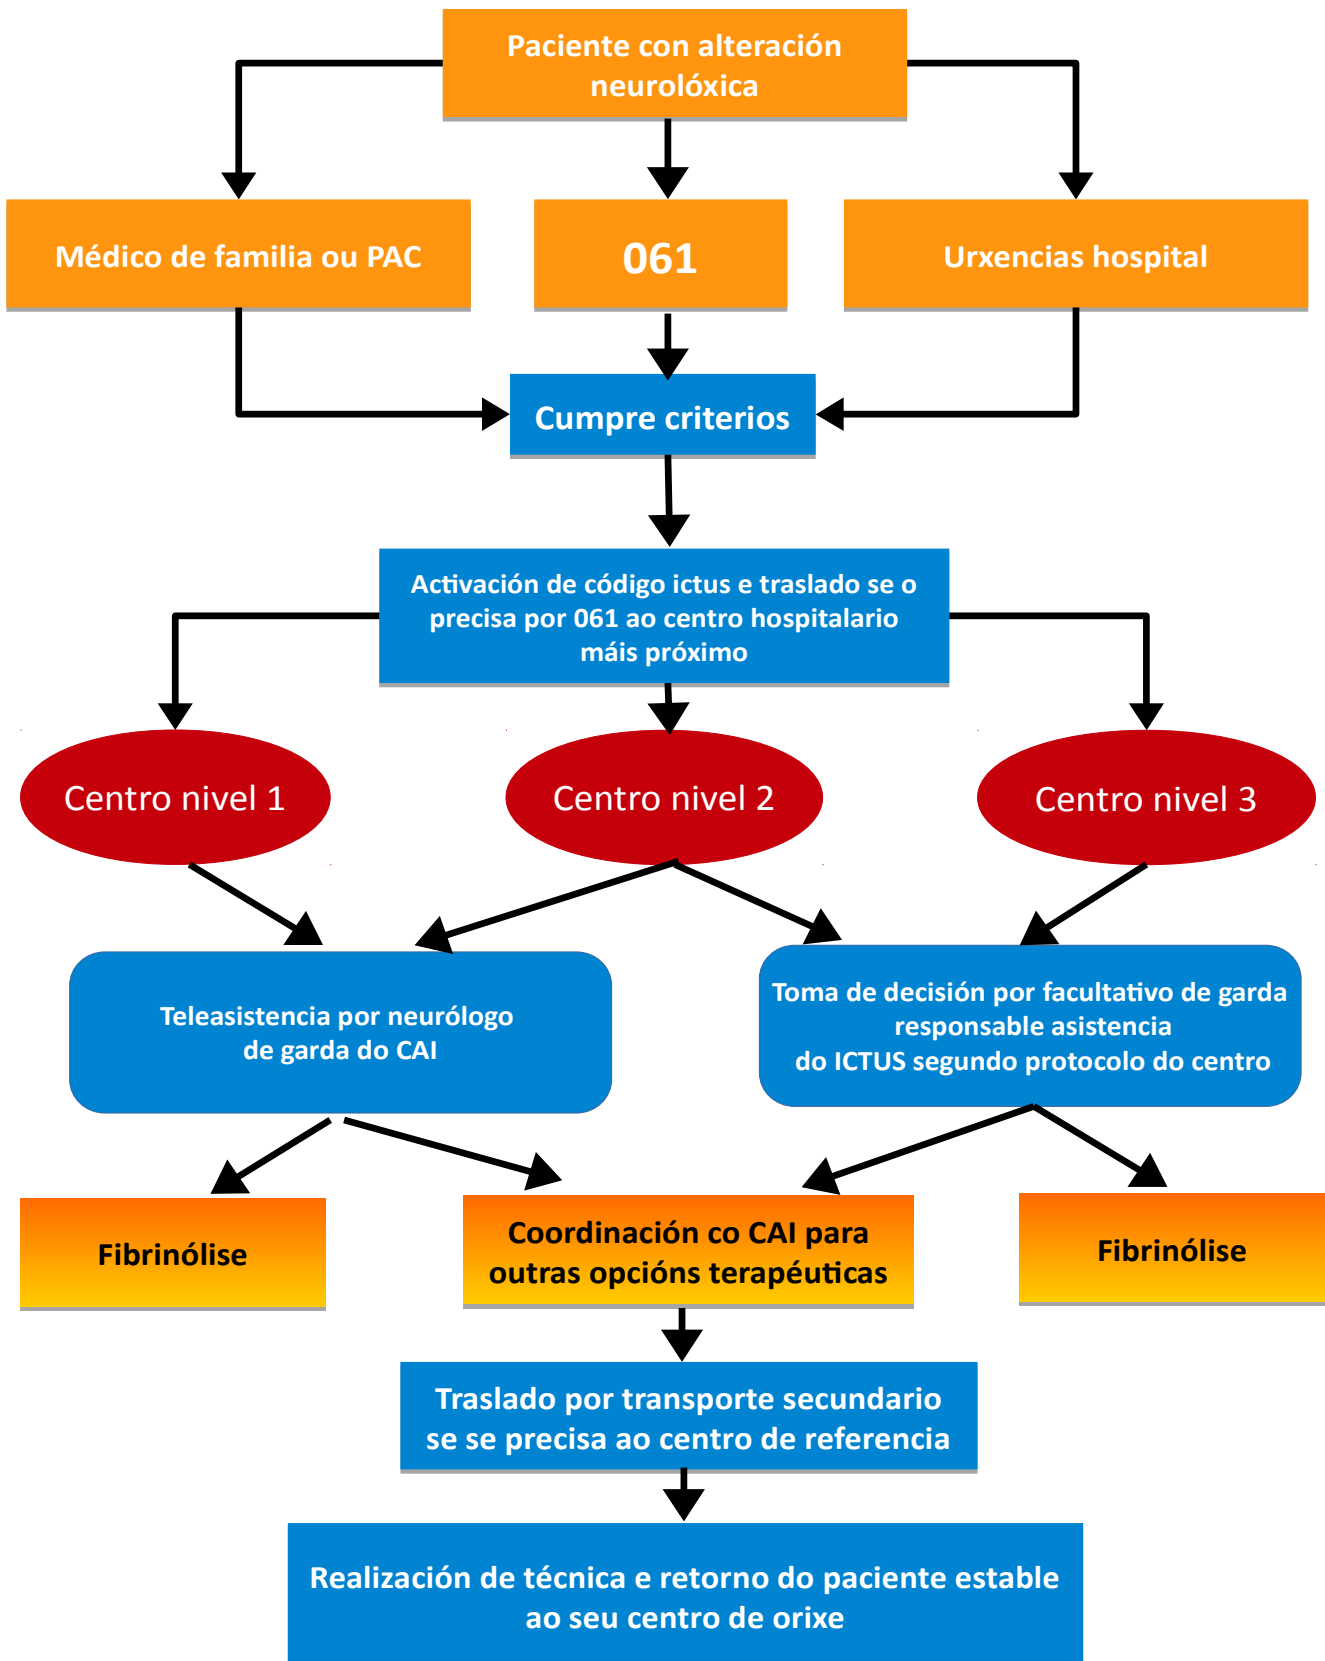 Paciente con alteración
neurolóxica
Médico de familia ou PAC
061
Urxencias hospital
Cumpre criterios
Activación de código ictus e traslado se o
precisa por 061 ao centro hospitalario
máis próximo
Centro nivel 1
Centro nivel 2
Centro nivel 3
Teleasistencia por neurólogo
de garda do CAI
Toma de decisión por facultativo de garda
responsable asistencia
do ICTUS segundo protocolo do centro
Fibrinólise
Coordinación co CAI para
outras opcións terapéuticas
Fibrinólise
Traslado por transporte secundario
se se precisa ao centro de referencia
Realización de técnica e retorno do paciente estable
ao seu centro de orixe